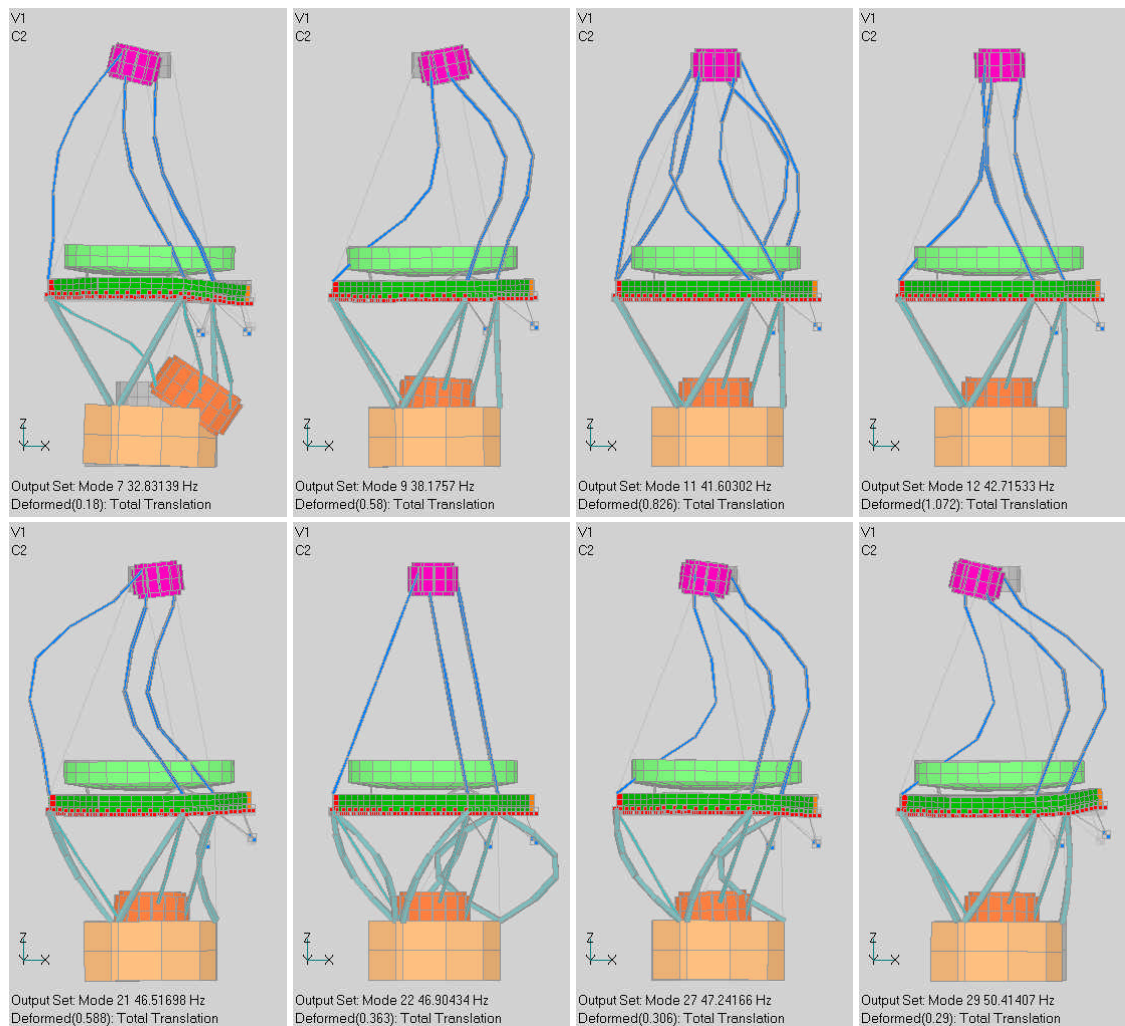 V1
C2
Z
Y X
Output Set: Mode 7 32.83139 Hz
Deformed(0.18): Total Translation
V1
C2
Z
Y X
Output Set: Mode 9 38.1757 Hz
Deformed(0.58): Total Translation
V1
C2
Z
Y X
Output Set: Mode 11 41.60302 Hz
Deformed(0.826): Total Translation
V1
C2
Z
Y X
Output Set: Mode 12 42.71533 Hz
Deformed(1.072): Total Translation
V1
C2
Z
Y X
Output Set: Mode 21 46.51698 Hz
Deformed(0.588): Total Translation
V1
C2
Z
Y X
Output Set: Mode 22 46.90434 Hz
Deformed(0.363): Total Translation
V1
C2
Z
Y X
Output Set: Mode 27 47.24166 Hz
Deformed(0.306): Total Translation
V1
C2
Z
Y X
Output Set: Mode 29 50.41407 Hz
Deformed(0.29): Total Translation